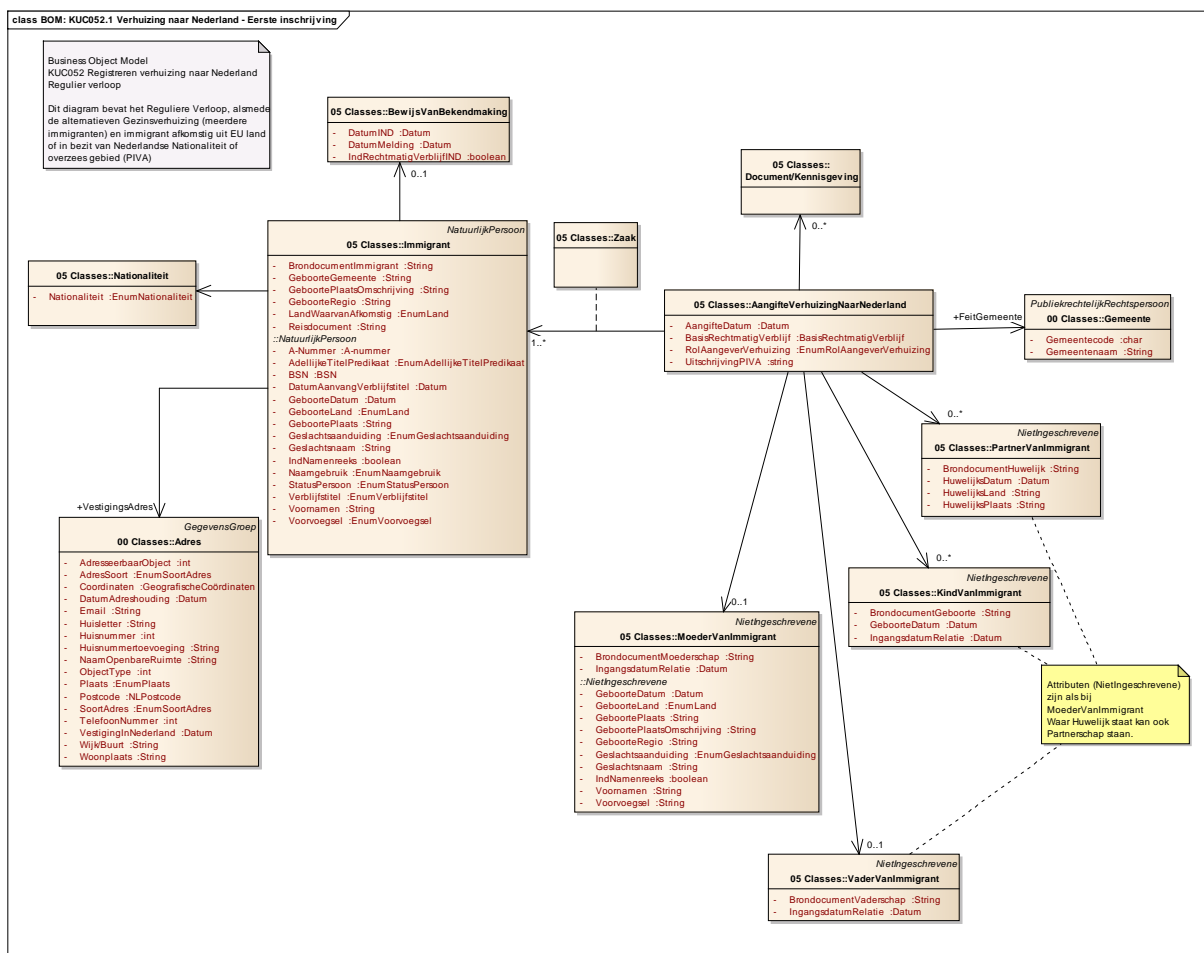 class BOM: KUC052.1 Verhuizing naar Nederland - Eerste inschrijving
Business Object Model
KUC052 Registreren verhuizing naar Nederland
Regulier verloop
Dit diagram bevat het Reguliere Verloop, alsmede
de alternatieven Gezinsverhuizing (meerdere
immigranten) en immigrant afkomstig uit EU land
of in bezit van Nederlandse Nationaliteit of
overzees gebied (PIVA)
05 Classes::BewijsVanBekendmaking
- DatumIND :Datum
- DatumMelding :Datum
- IndRechtmatigVerblijfIND :boolean
0..1
05 Classes::
Document/Kennisgeving
0..*
NatuurlijkPersoon
05 Classes::Immigrant
- BrondocumentImmigrant :String
- GeboorteGemeente :String
- GeboortePlaatsOmschrijving :String
- GeboorteRegio :String
- LandWaarvanAfkomstig :EnumLand
- Reisdocument :String
::NatuurlijkPersoon
- A-Nummer :A-nummer
- AdellijkeTitelPredikaat :EnumAdellijkeTitelPredikaat
- BSN :BSN
- DatumAanvangVerblijfstitel :Datum
- GeboorteDatum :Datum
- GeboorteLand :EnumLand
- GeboortePlaats :String
- Geslachtsaanduiding :EnumGeslachtsaanduiding
- Geslachtsnaam :String
- IndNamenreeks :boolean
- Naamgebruik :EnumNaamgebruik
- StatusPersoon :EnumStatusPersoon
- Verblijfstitel :EnumVerblijfstitel
- Voornamen :String
- Voorvoegsel :EnumVoorvoegsel
05 Classes::Zaak
05 Classes::Nationaliteit
- Nationaliteit :EnumNationaliteit
1..*
05 Classes::AangifteVerhuizingNaarNederland
- AangifteDatum :Datum
- BasisRechtmatigVerblijf :BasisRechtmatigVerblijf
- RolAangeverVerhuizing :EnumRolAangeverVerhuizing
- UitschrijvingPIVA :string
+FeitGemeente
PubliekrechtelijkRechtspersoon
00 Classes::Gemeente
- Gemeentecode :char
- Gemeentenaam :String
0..*
NietIngeschrevene
05 Classes::PartnerVanImmigrant
- BrondocumentHuwelijk :String
- HuwelijksDatum :Datum
- HuwelijksLand :String
- HuwelijksPlaats :String
+VestigingsAdres
GegevensGroep
00 Classes::Adres
- AdresseerbaarObject :int
- AdresSoort :EnumSoortAdres
- Coordinaten :GeografischeCoördinaten
- DatumAdreshouding :Datum
- Email :String
- Huisletter :String
- Huisnummer :int
- Huisnummertoevoeging :String
- NaamOpenbareRuimte :String
- ObjectType :int
- Plaats :EnumPlaats
- Postcode :NLPostcode
- SoortAdres :EnumSoortAdres
- TelefoonNummer :int
- VestigingInNederland :Datum
- Wijk/Buurt :String
- Woonplaats :String
0..*
NietIngeschrevene
05 Classes::KindVanImmigrant
- BrondocumentGeboorte :String
- GeboorteDatum :Datum
- IngangsdatumRelatie :Datum
0..1
NietIngeschrevene
05 Classes::MoederVanImmigrant
- BrondocumentMoederschap :String
- IngangsdatumRelatie :Datum
::NietIngeschrevene
- GeboorteDatum :Datum
- GeboorteLand :EnumLand
- GeboortePlaats :String
- GeboortePlaatsOmschrijving :String
- GeboorteRegio :String
- Geslachtsaanduiding :EnumGeslachtsaanduiding
- Geslachtsnaam :String
- IndNamenreeks :boolean
- Voornamen :String
- Voorvoegsel :String
Attributen (NietIngeschrevene)
zijn als bij
MoederVanImmigrant
Waar Huwelijk staat kan ook
Partnerschap staan.
0..1
NietIngeschrevene
05 Classes::VaderVanImmigrant
- BrondocumentVaderschap :String
- IngangsdatumRelatie :Datum